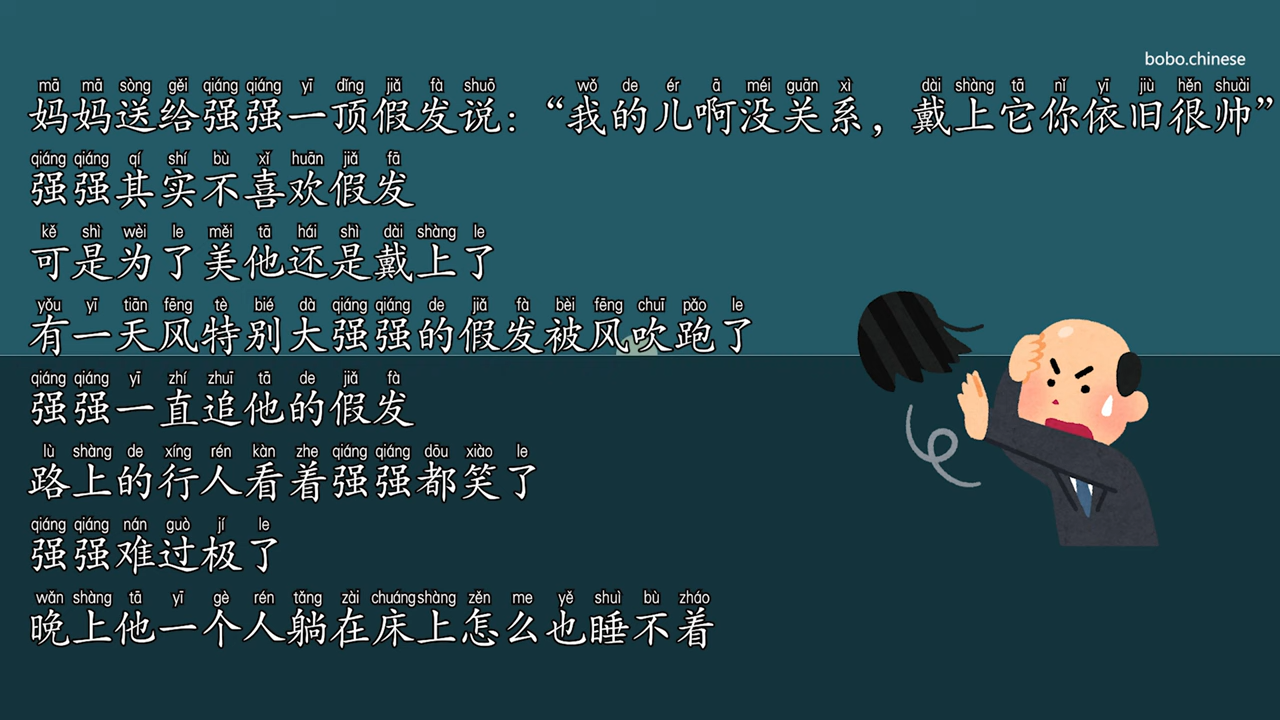 bobo.chinese
mā mā sòng gěi qiáng qiáng yī dǐng jiǎ fà shuō wǒ de ér ā méi guān xì dài shàng tā nǐ yī jiù hěn shuài
妈妈送给强强一顶假发说：“我的儿啊没关系，戴上它你依旧很帅”
qiáng qiáng qí shí bù xǐ huān jiǎ fā
强强其实不喜欢假发
kě shì wèi le měi tā hái shì dài shàng le
可是为了美他还是戴上了
yǒu yī tiān fēng tè bié dà qiáng qiáng de jiǎ fà bèi fēng chuī pǎo le
有一天风特别大强强的假发被风吹跑了
qiáng qiáng yī zhí zhuī tā de jiǎ fà
强强一直追他的假发
lù shàng de xíng rén kàn zhe qiáng qiáng dōu xiào le
路上的行人看着强强都笑了
qiáng qiáng nán guò jí le
强强难过极了
wǎn shàng tā yī gè rén tǎng zài chuáng shàng zěn me yě shuì bù zháo
晚上他一个人躺在床上怎么也睡不着